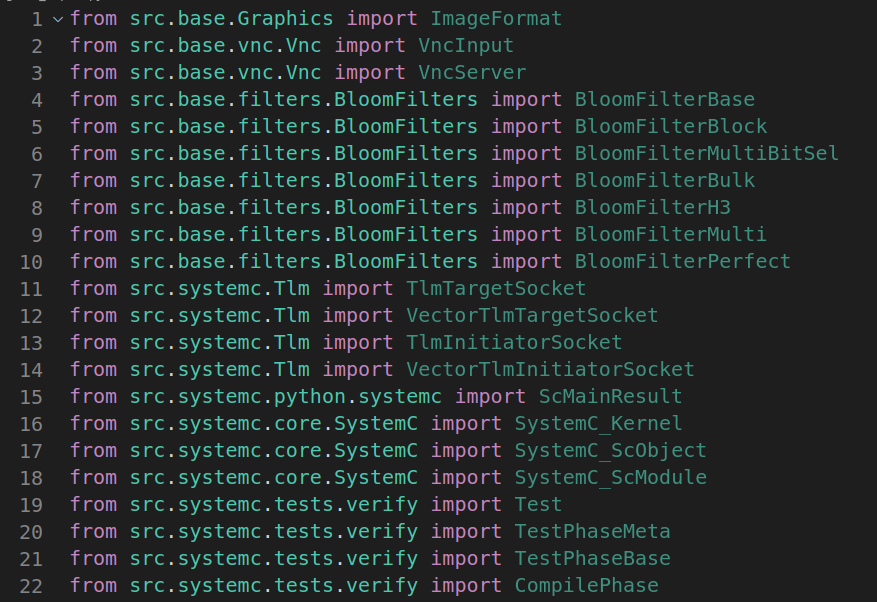 1 from src.base.Graphics import ImageFormat
2 from src.base.vnc.Vnc import VncInput
3 from src.base.vnc.Vnc import VncServer
4 from src.base.filters.BloomFilters import BloomFilterBase
5 from src.base.filters.BloomFilters import BloomFilterBlock
6 from src.base.filters.BloomFilters import BloomFilterMultiBitSel
7 from src.base.filters.BloomFilters import BloomFilterBulk
8 from src.base.filters.BloomFilters import BloomFilterH3
9 from src.base.filters.BloomFilters import BloomFilterMulti
10 from src.base.filters.BloomFilters import BloomFilterPerfect
11 from src.systemc.Tlm import TlmTargetSocket
12 from src.systemc.Tlm import VectorTlmTargetSocket
13 from src.systemc.Tlm import TlmInitiatorSocket
14 from src.systemc.Tlm import VectorTlmInitiatorSocket
15 from src.systemc.python.systemc import ScMainResult
16 from src.systemc.core.SystemC import SystemC_Kernel
17 from src.systemc.core.SystemC import SystemC_ScObject
18 from src.systemc.core.SystemC import SystemC_ScModule
19 from src.systemc.tests.verify import Test
20 from src.systemc.tests.verify import TestPhaseMeta
21 from src.systemc.tests.verify import TestPhaseBase
22 from src.systemc.tests.verify import CompilePhase